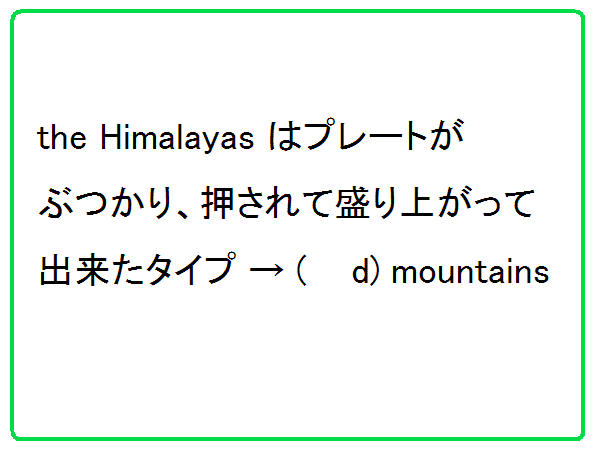 the Himalayas はプレートが
ぶつかり、押されて盛り上がって
出来たタイプ → (　 d) mountains